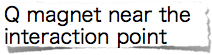 Q magnet near the
interaction point